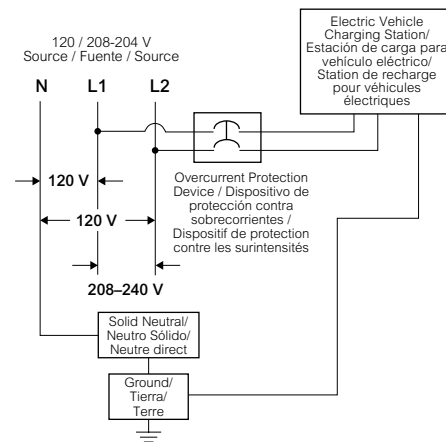 120 / 208-204 V
Source / Fuente / Source
N L1 L2
Electric Vehicle
Charging Station/
Estación de carga para
vehículo eléctrico/
Station de recharge
pour véhicules
électriques
120 V
120 V
208–240 V
Overcurrent Protection
Device / Dispositivo de
protección contra
sobrecorrientes /
Dispositif de protection
contre les surintensités
Solid Neutral/
Neutro Sólido/
Neutre direct
Ground/
Tierra/
Terre